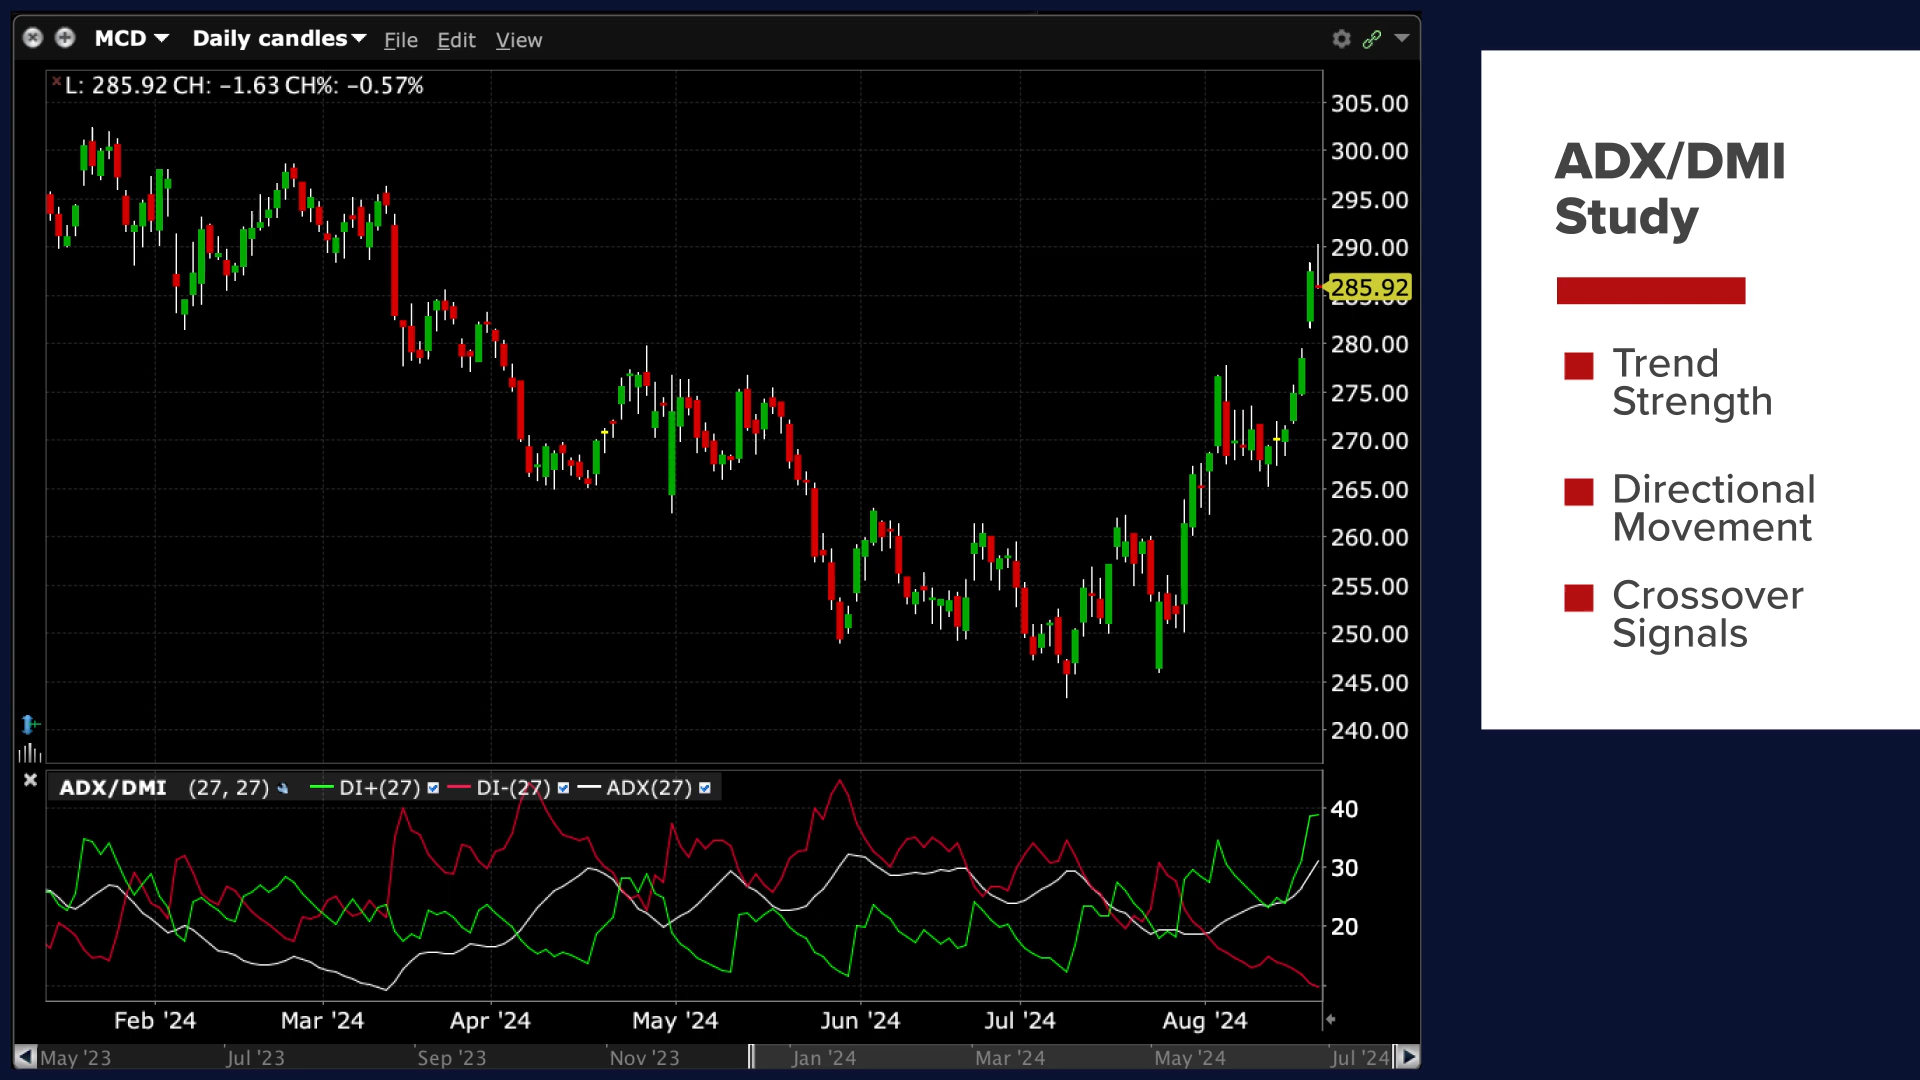 MCD Daily candles File Edit View
L: 285.92 CH: −1.63 CH%: −0.57%
305.00
300.00
295.00
290.00
285.92
285.00
280.00
275.00
270.00
265.00
260.00
255.00
250.00
245.00
240.00
ADX/DMI (27, 27) DI+(27) DI-(27) ADX(27)
40
30
20
Feb '24 Mar '24 Apr '24 May '24 Jun '24 Jul '24 Aug '24
May '23 Jul '23 Sep '23 Nov '23 Jan '24 Mar '24 May '24 Jul '24
ADX/DMI
Study
Trend
Strength
Directional
Movement
Crossover
Signals